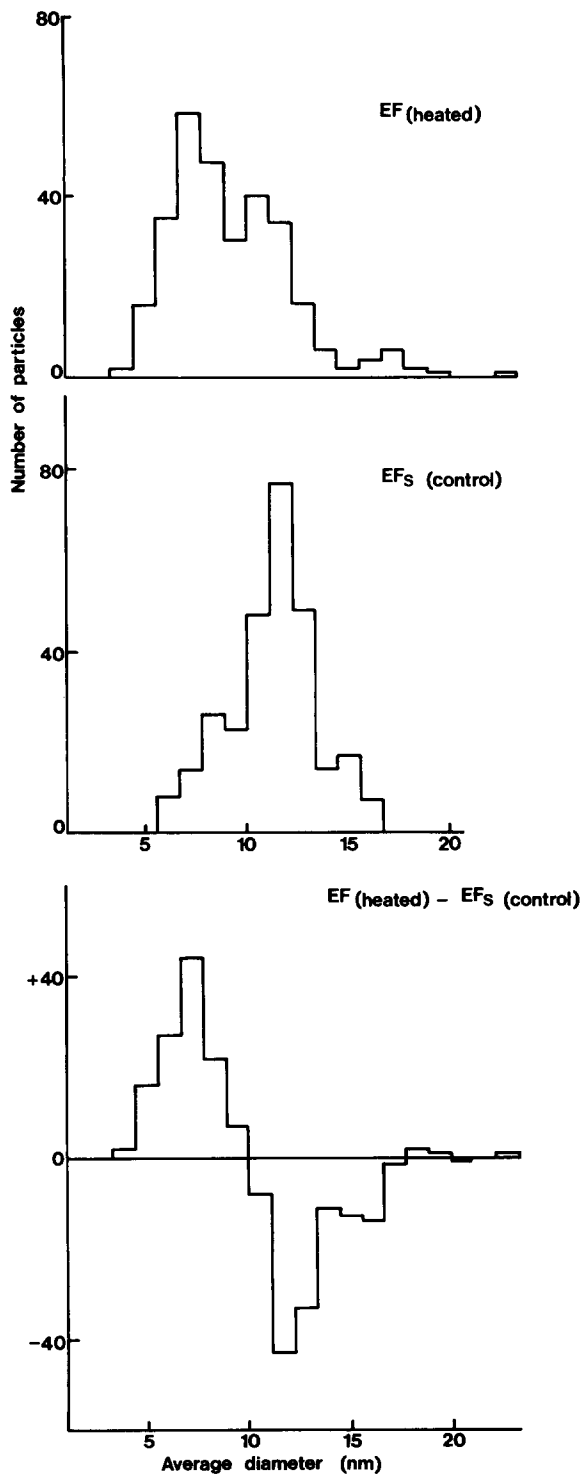 80
EF (heated)
40
0
Number of particles
80
EFS (control)
40
0
5 10 15 20
EF (heated) – EFS (control)
+40
0
–40
5 10 15 20
Average diameter (nm)